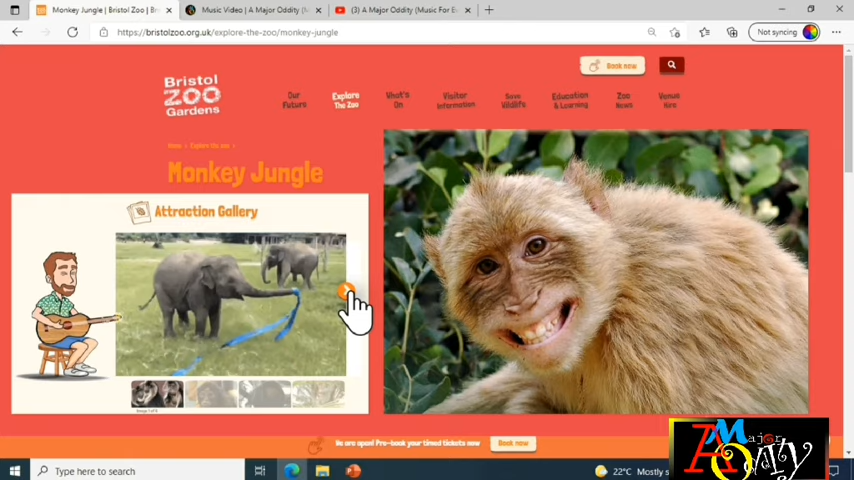 Monkey Jungle | Bristol Zoo | Br
Music Video | A Major Oddity (M
(3) A Major Oddity (Music For E
https://bristolzoo.org.uk/explore-the-zoo/monkey-jungle
Not syncing
Book now
Bristol
ZOO
Gardens
Our Future
Explore The Zoo
What's On
Visitor Information
Save Wildlife
Education & Learning
Zoo News
Venue Hire
Home Explore the zoo
Monkey Jungle
Attraction Gallery
We are open! Pre-book your timed tickets now
Book now
A Major Oddity
Type here to search
22°C Mostly s